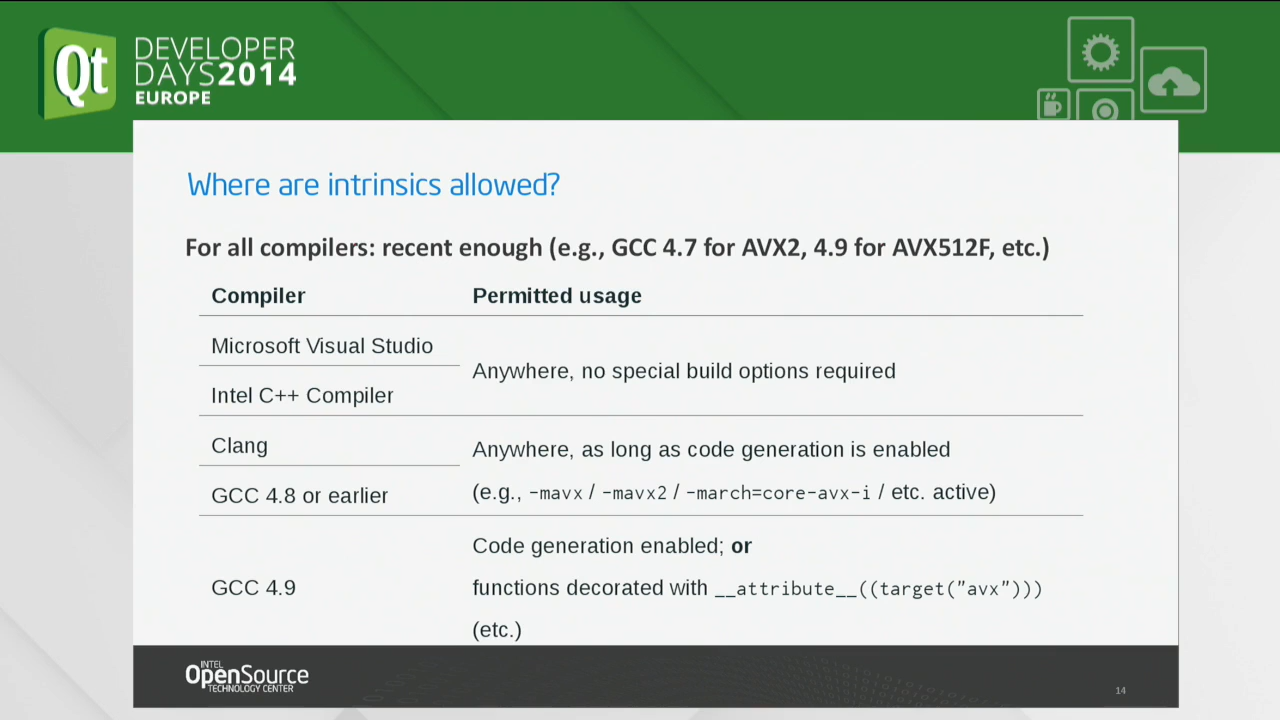 Qt
DEVELOPER
DAYS2014
EUROPE
Where are intrinsics allowed?
For all compilers: recent enough (e.g., GCC 4.7 for AVX2, 4.9 for AVX512F, etc.)
Compiler Permitted usage
Microsoft Visual Studio
Anywhere, no special build options required
Intel C++ Compiler
Clang
Anywhere, as long as code generation is enabled
GCC 4.8 or earlier
(e.g., -mavx / -mavx2 / -march=core-avx-i / etc. active)
Code generation enabled; or
GCC 4.9
functions decorated with __attribute__((target("avx")))
(etc.)
INTEL
OpenSource
TECHNOLOGY CENTER
14